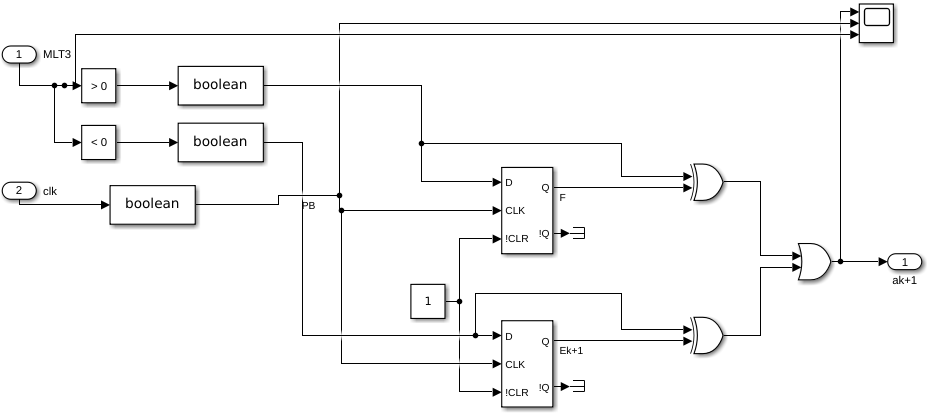 1
MLT3
> 0
boolean
< 0
boolean
2
clk
boolean
PB
D
Q
F
CLK
!CLR
!Q
1
D
Q
Ek+1
CLK
!CLR
!Q
1
ak+1